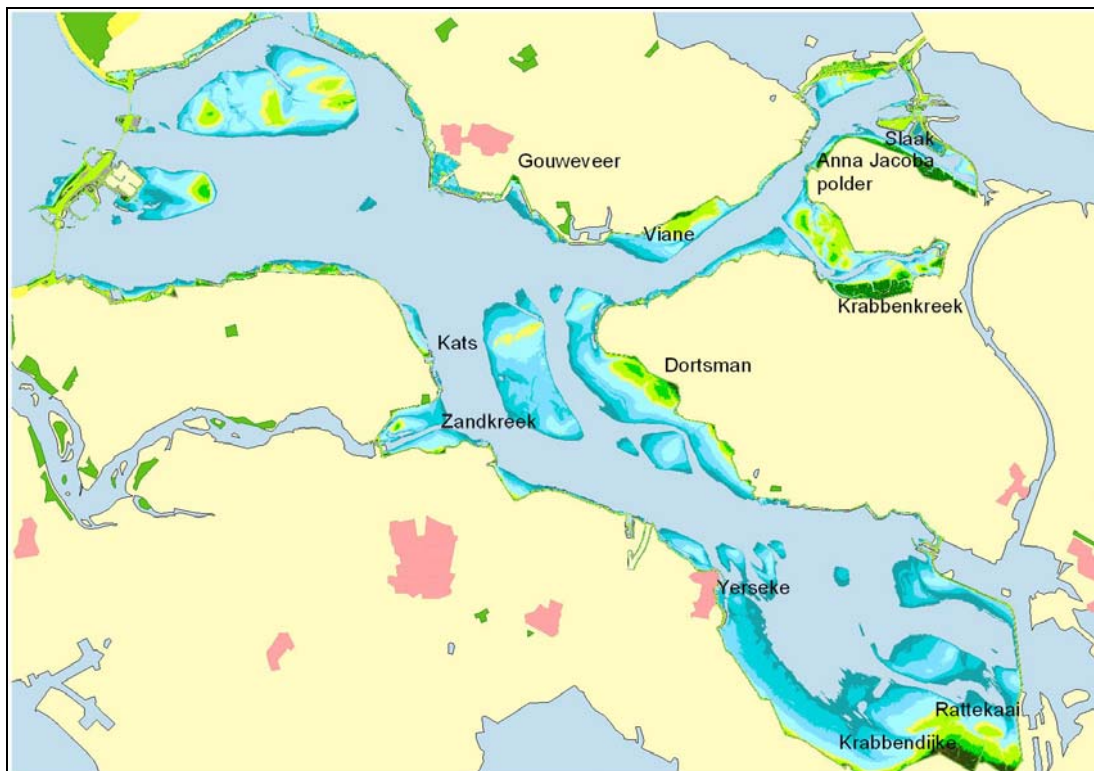 Slaak
Gouweveer
Anna Jacoba
polder
Viane
Krabbenkreek
Kats
Dortsman
Zandkreek
Yerseke
Rattekaai
Krabbendijke